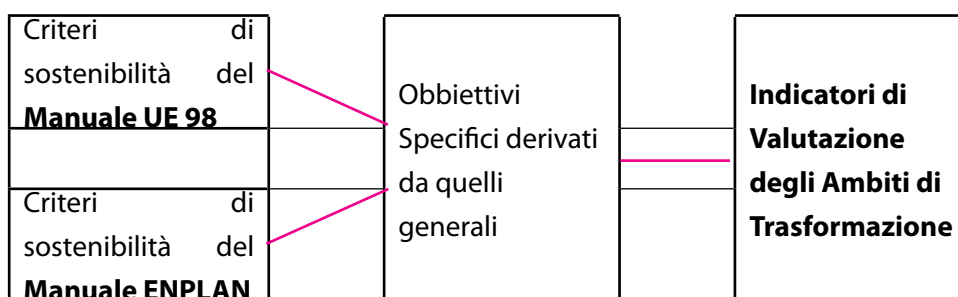 Criteri di
sostenibilità del
Manuale UE 98
Criteri di
sostenibilità del
Manuale ENPLAN
Obbiettivi
Specifici derivati
da quelli
generali
Indicatori di
Valutazione
degli Ambiti di
Trasformazione